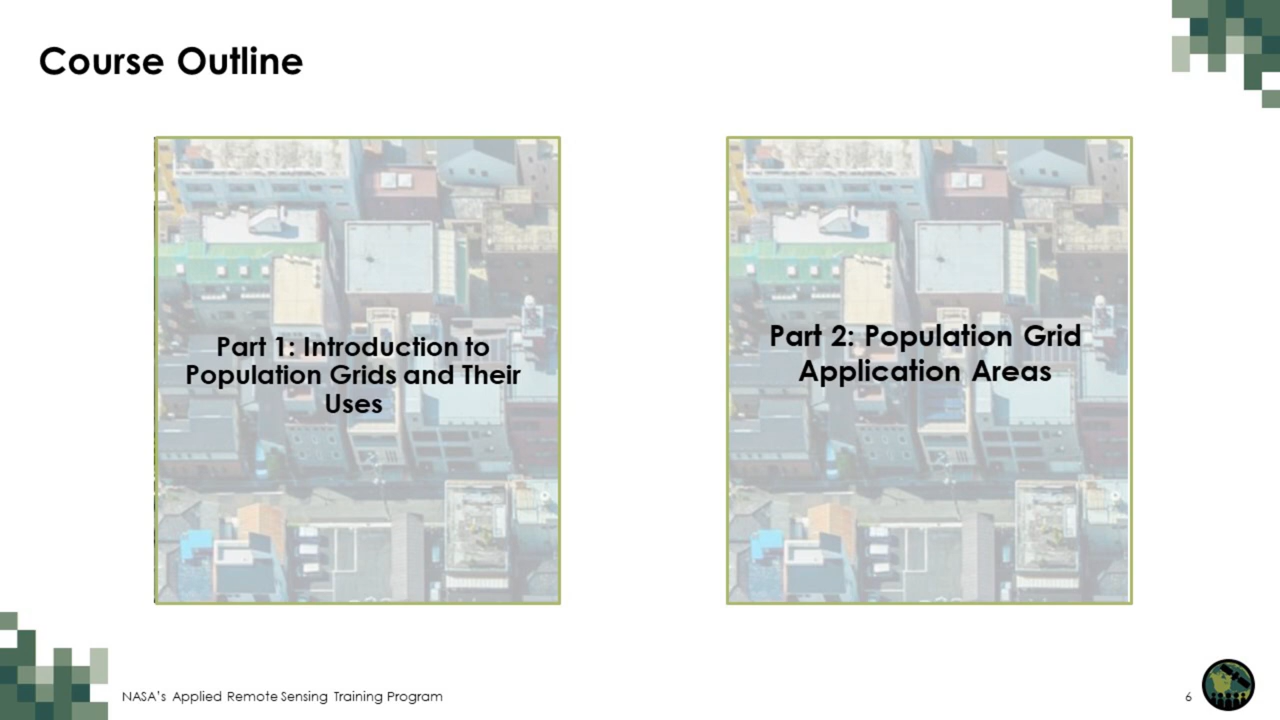 Course Outline
Part 1: Introduction to
Population Grids and Their
Uses
Part 2: Population Grid
Application Areas
NASA's Applied Remote Sensing Training Program
6